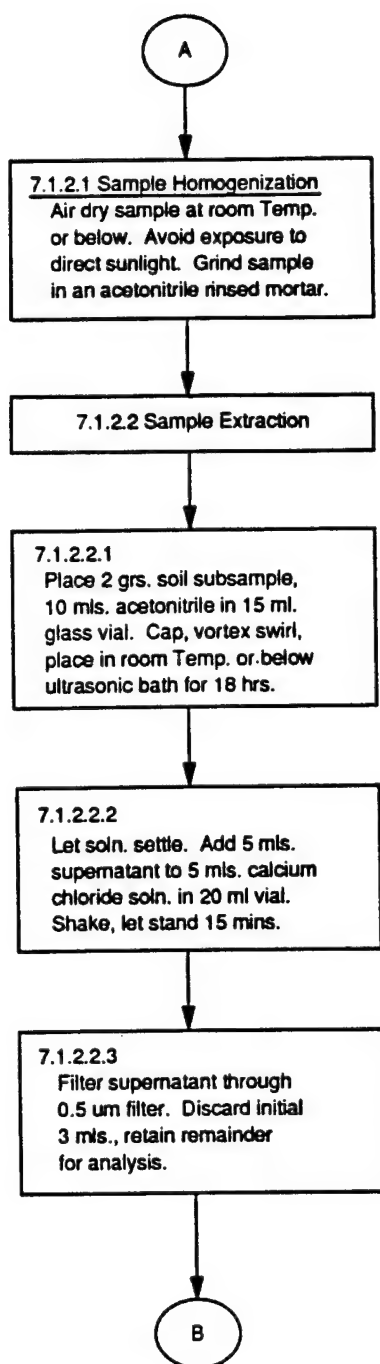 A
7.1.2.1 Sample Homogenization
Air dry sample at room Temp.
or below. Avoid exposure to
direct sunlight. Grind sample
in an acetonitrile rinsed mortar.
7.1.2.2 Sample Extraction
7.1.2.2.1
Place 2 grs. soil subsample,
10 mls. acetonitrile in 15 ml.
glass vial. Cap, vortex swirl,
place in room Temp. or below
ultrasonic bath for 18 hrs.
7.1.2.2.2
Let soln. settle. Add 5 mls.
supernatant to 5 mls. calcium
chloride soln. in 20 ml vial.
Shake, let stand 15 mins.
7.1.2.2.3
Filter supernatant through
0.5 um filter. Discard initial
3 mls., retain remainder
for analysis.
B